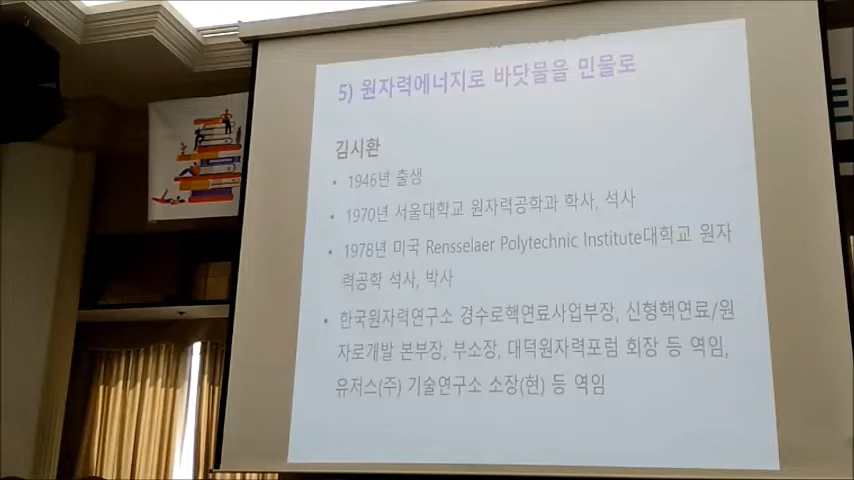 5) 원자력에너지로 바닷물을 민물로
김시환
• 1946년 출생
• 1970년 서울대학교 원자력공학과 학사, 석사
• 1978년 미국 Rensselaer Polytechnic Institute대학교 원자
력공학 석사, 박사
• 한국원자력연구소 경수로핵연료사업부장, 신형핵연료/원
자로개발 본부장, 부소장, 대덕원자력포럼 회장 등 역임,
유저스(주) 기술연구소 소장(현) 등 역임